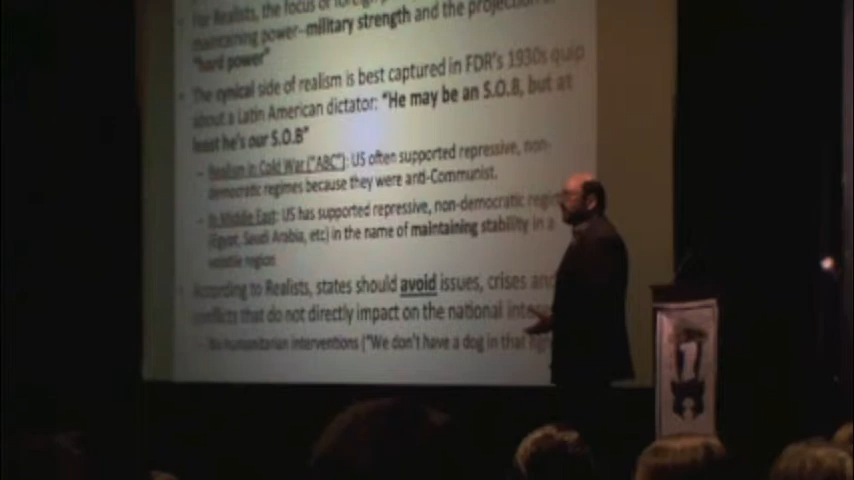 For Realists, the focus of
maintaining power--military strength and the projection
"hard power"
The cynical side of realism is best captured in FDR's 1930s quip
about a Latin American dictator: "He may be an S.O.B, but at
least he's our S.O.B"
– Realism in Cold War ("ABC"): US often supported repressive, non-
democratic regimes because they were anti-Communist.
– In Middle East: US has supported repressive, non-democratic
(Egypt, Saudi Arabia, etc) in the name of maintaining stability in a
volatile region
According to Realists, states should avoid issues, crises and
conflicts that do not directly impact on the national
No humanitarian interventions ("We don't have a dog in that